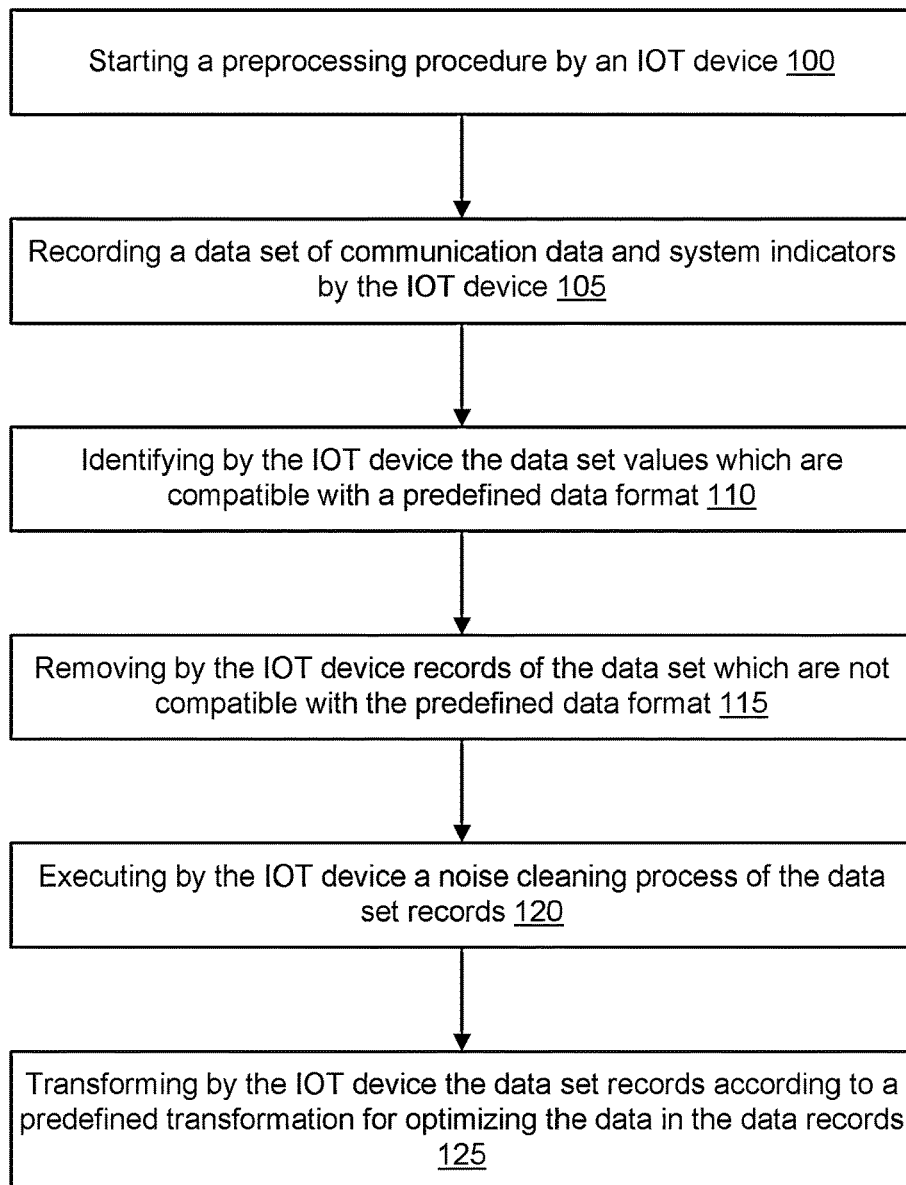 Starting a preprocessing procedure by an IOT device 100
Recording a data set of communication data and system indicators
by the IOT device 105
Identifying by the IOT device the data set values which are
compatible with a predefined data format 110
Removing by the IOT device records of the data set which are not
compatible with the predefined data format 115
Executing by the IOT device a noise cleaning process of the data
set records 120
Transforming by the IOT device the data set records according to a
predefined transformation for optimizing the data in the data records
125